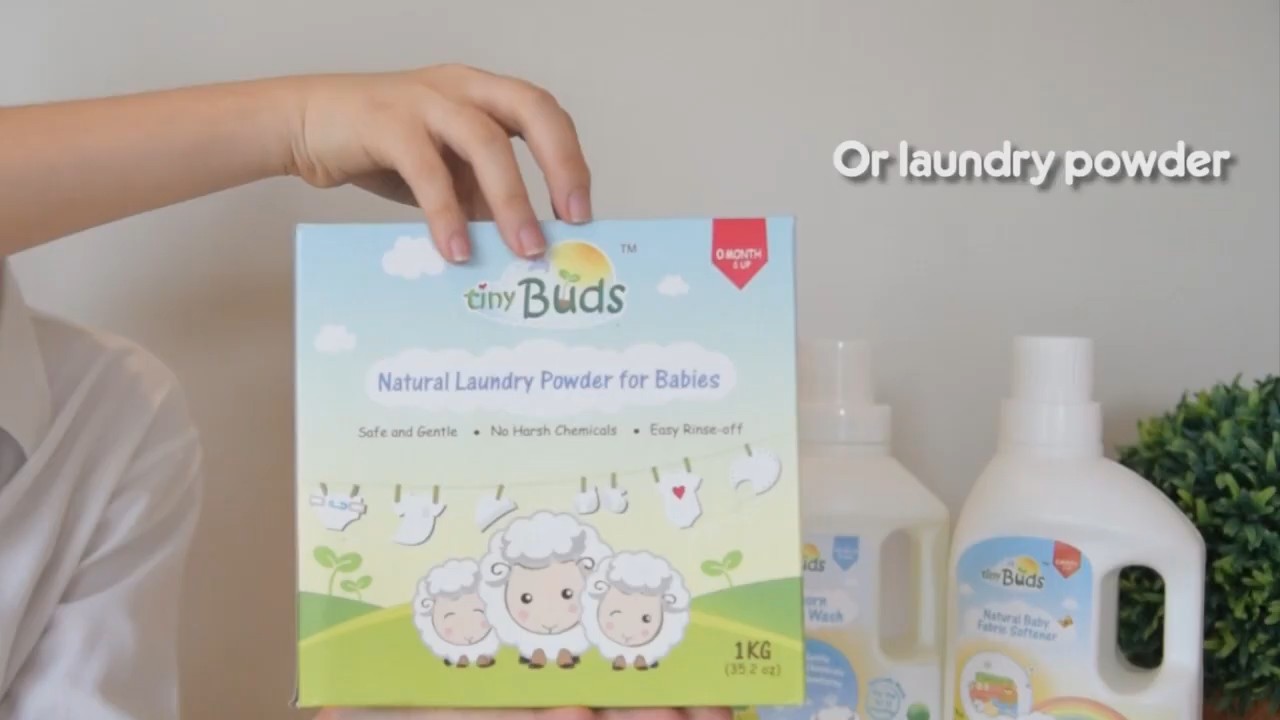 Or laundry powder
™
0 MONTH
& UP
tiny Buds
Natural Laundry Powder for Babies
Safe and Gentle • No Harsh Chemicals • Easy Rinse-off
1KG
(35.2 oz)
Wash
tiny Buds
Natural Baby
Fabric Softener